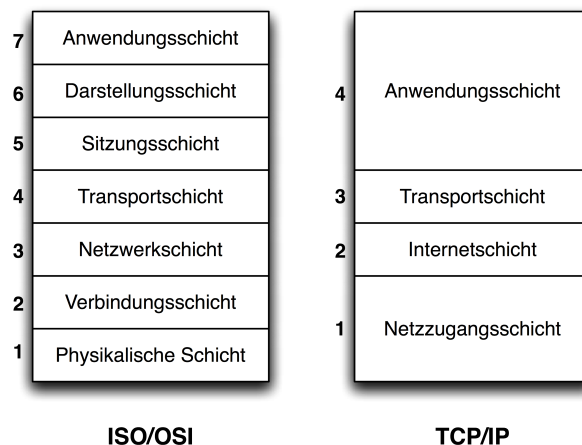 7 Anwendungsschicht
6 Darstellungsschicht
5 Sitzungsschicht
4 Transportschicht
3 Netzwerkschicht
2 Verbindungsschicht
1 Physikalische Schicht
ISO/OSI
4 Anwendungsschicht
3 Transportschicht
2 Internetschicht
1 Netzzugangsschicht
TCP/IP